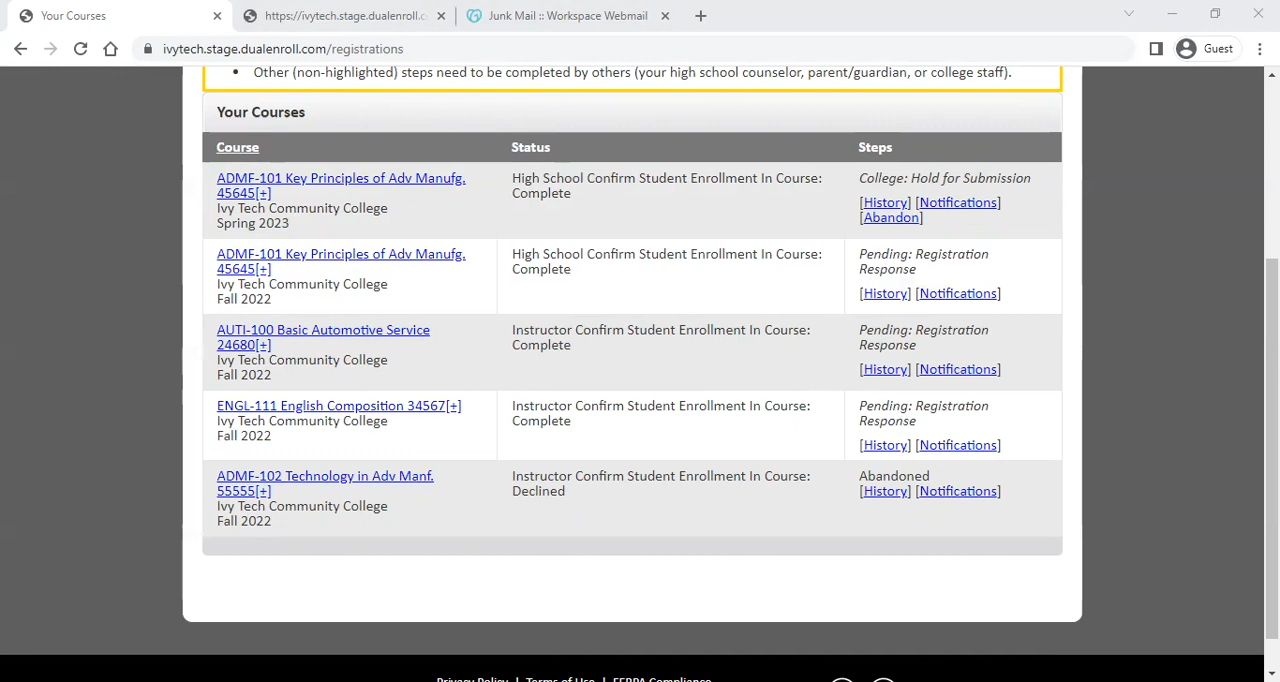 Your Courses
https://ivytech.stage.dualenroll.c
Junk Mail :: Workspace Webmail
ivytech.stage.dualenroll.com/registrations
Guest
• Other (non-highlighted) steps need to be completed by others (your high school counselor, parent/guardian, or college staff).
Your Courses
Course Status Steps
ADMF-101 Key Principles of Adv Manufg.
45645[+]
Ivy Tech Community College
Spring 2023
High School Confirm Student Enrollment In Course:
Complete
College: Hold for Submission
[History] [Notifications]
[Abandon]
ADMF-101 Key Principles of Adv Manufg.
45645[+]
Ivy Tech Community College
Fall 2022
High School Confirm Student Enrollment In Course:
Complete
Pending: Registration
Response
[History] [Notifications]
AUTI-100 Basic Automotive Service
24680[+]
Ivy Tech Community College
Fall 2022
Instructor Confirm Student Enrollment In Course:
Complete
Pending: Registration
Response
[History] [Notifications]
ENGL-111 English Composition 34567[+]
Ivy Tech Community College
Fall 2022
Instructor Confirm Student Enrollment In Course:
Complete
Pending: Registration
Response
[History] [Notifications]
ADMF-102 Technology in Adv Manf.
55555[+]
Ivy Tech Community College
Fall 2022
Instructor Confirm Student Enrollment In Course:
Declined
Abandoned
[History] [Notifications]
Privacy Policy | Terms of Use | FERPA Compliance